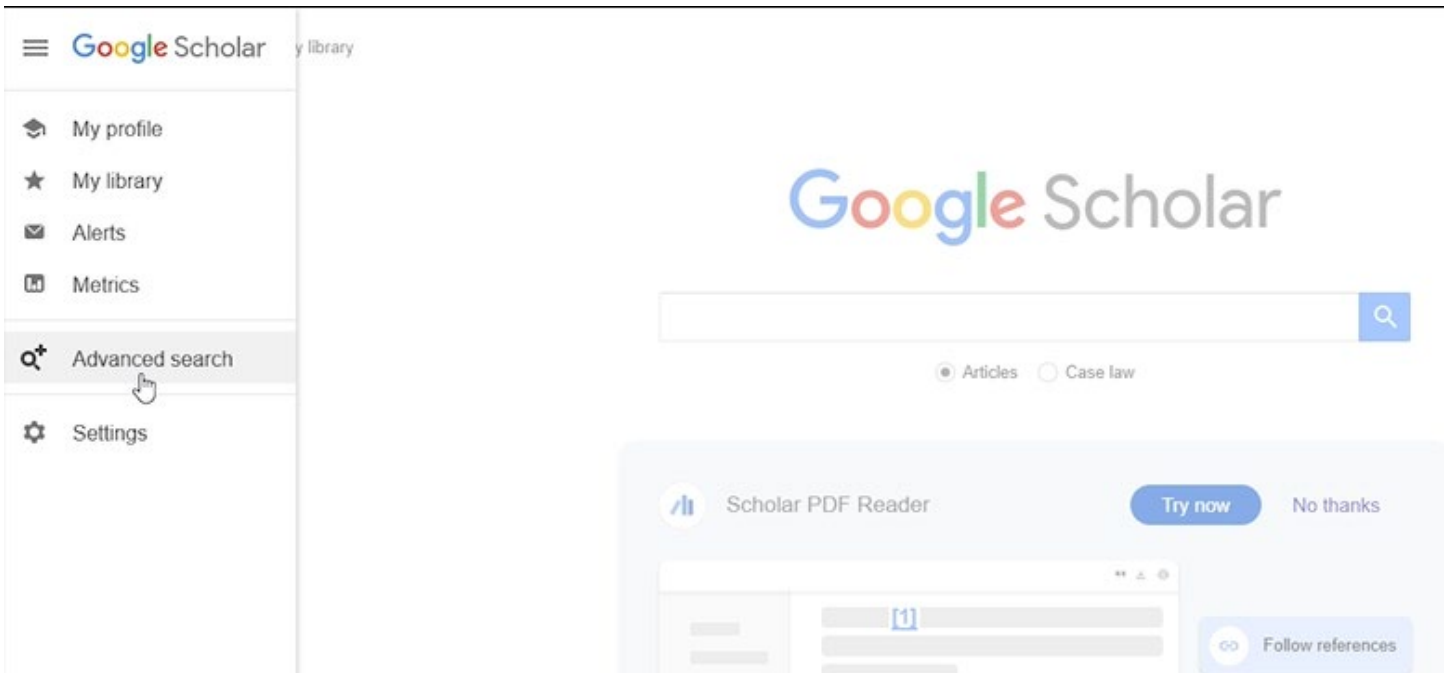 Google Scholar
y library
My profile
My library
Alerts
Metrics
Advanced search
Settings
Google Scholar
Articles Case law
Scholar PDF Reader Try now No thanks
[1]
Follow references